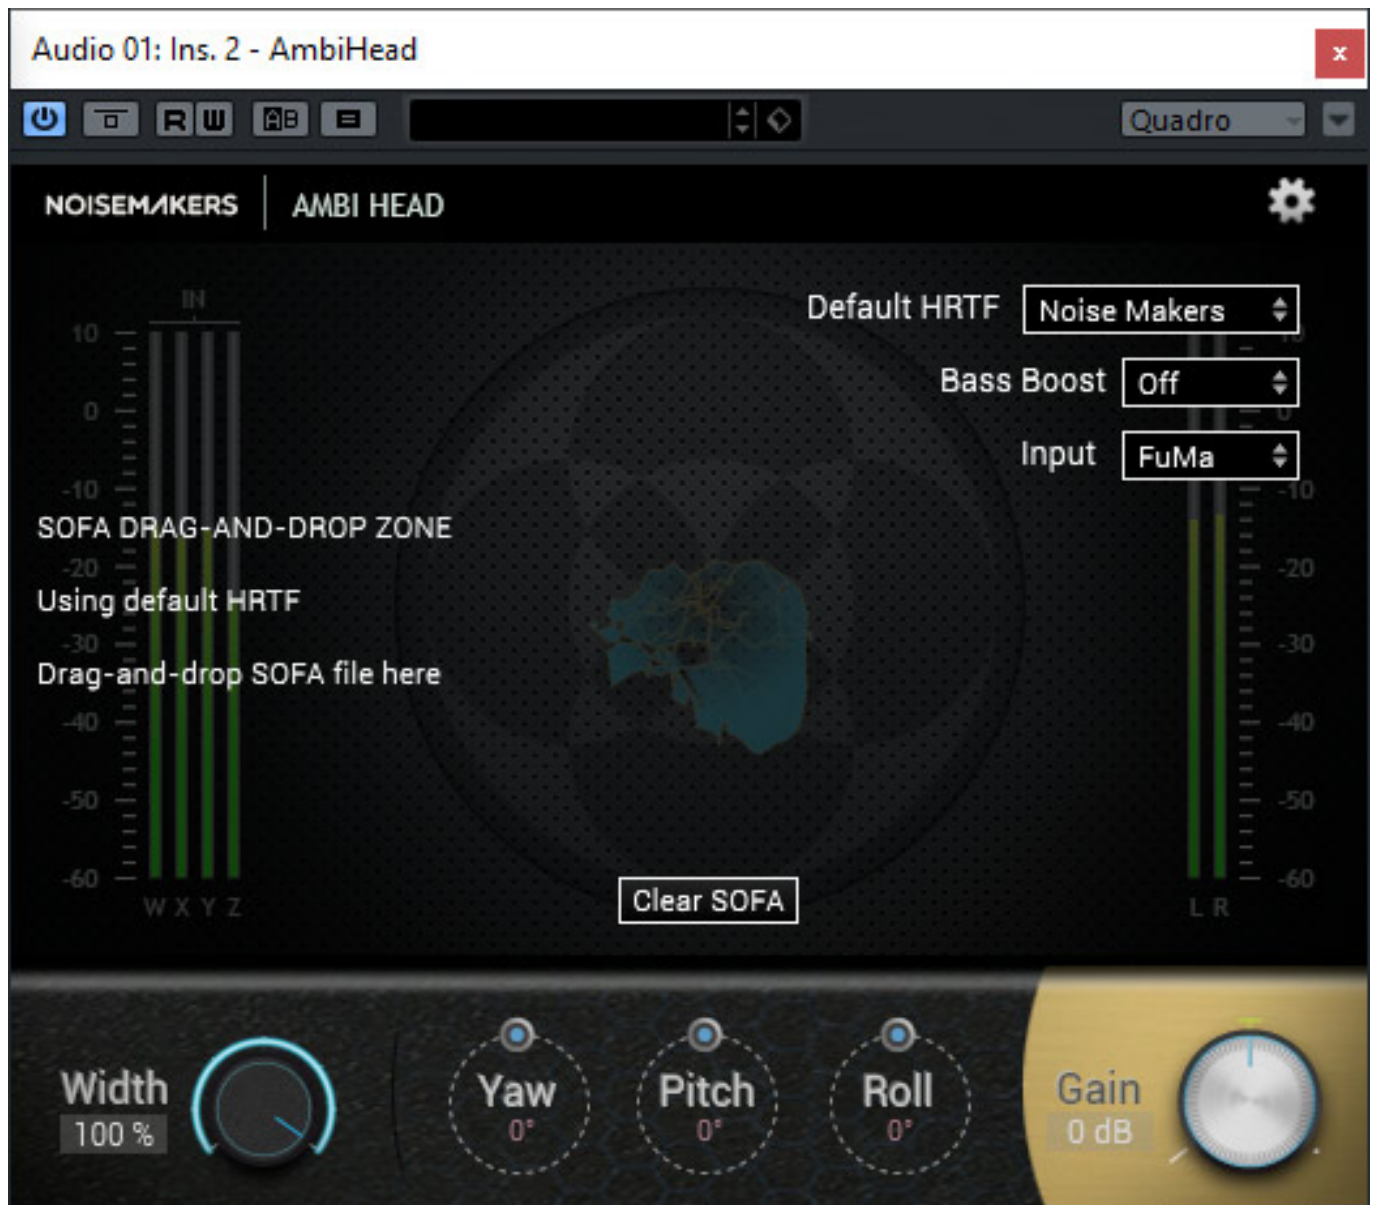 Audio 01: Ins. 2 - AmbiHead
x
R W AB Quadro
NOISEMAKERS AMBI HEAD
IN
Default HRTF Noise Makers
10 10
Bass Boost Off
0 0
Input FuMa
-10 -10
SOFA DRAG-AND-DROP ZONE
-20 -20
Using default HRTF
-30 -30
Drag-and-drop SOFA file here
-40 -40
-50 -50
-60 -60
Clear SOFA
W X Y Z L R
Width Yaw Pitch Roll Gain
100 % 0° 0° 0° 0 dB